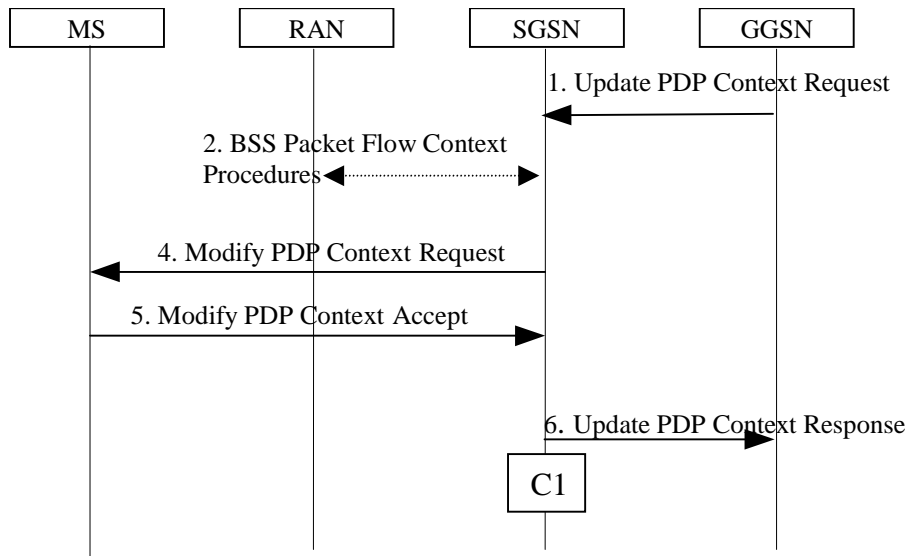 MS
RAN
SGSN
GGSN
1. Update PDP Context Request
2. BSS Packet Flow Context
Procedures
4. Modify PDP Context Request
5. Modify PDP Context Accept
6. Update PDP Context Response
C1